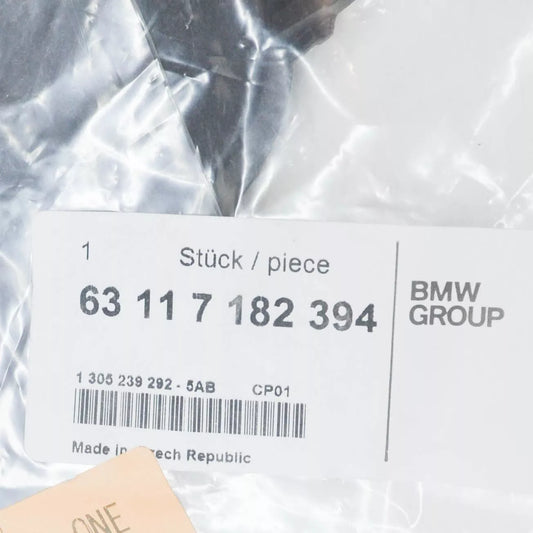 1 Stück / piece
63 11 7 182 394
BMW
GROUP
1 305 239 292 - 5AB CP01
Made in Czech Republic
ONE